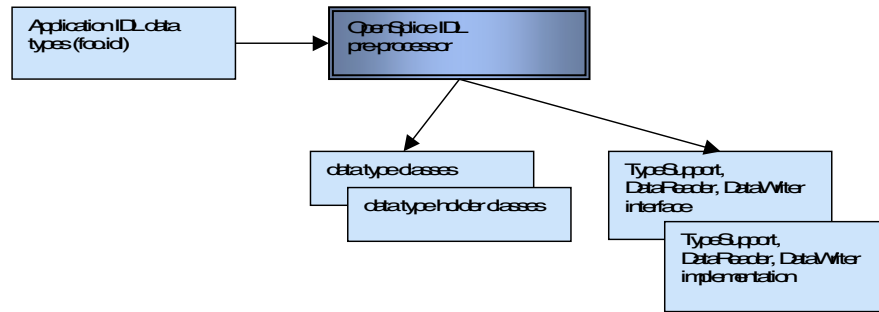 Application IDL data
types (foo.idl)
OpenSplice IDL
pre-processor
data type classes
data type holder classes
TypeSupport,
DataReader, DataWriter
interface
TypeSupport,
DataReader, DataWriter
implementation